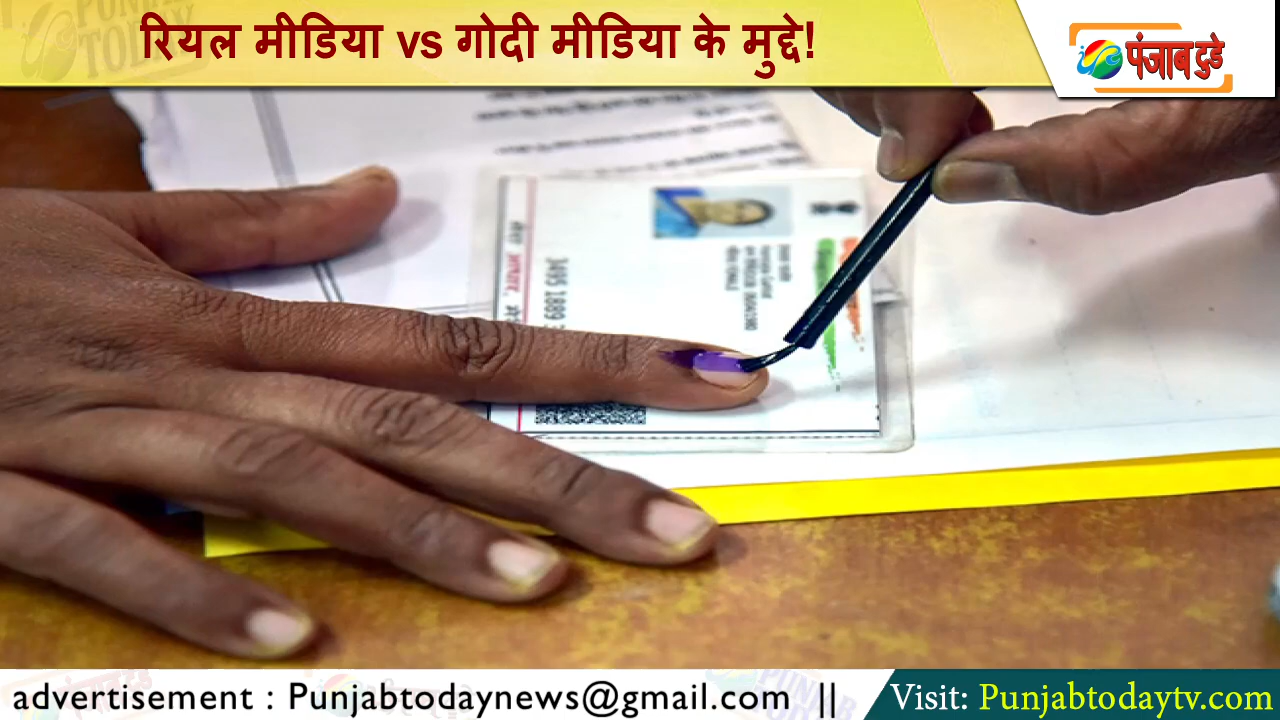 रियल मीडिया vs गोदी मीडिया के मुद्दे!
पंजाब टुडे
advertisement : Punjabtodaynews@gmail.com ||
Visit: Punjabtodaytv.com